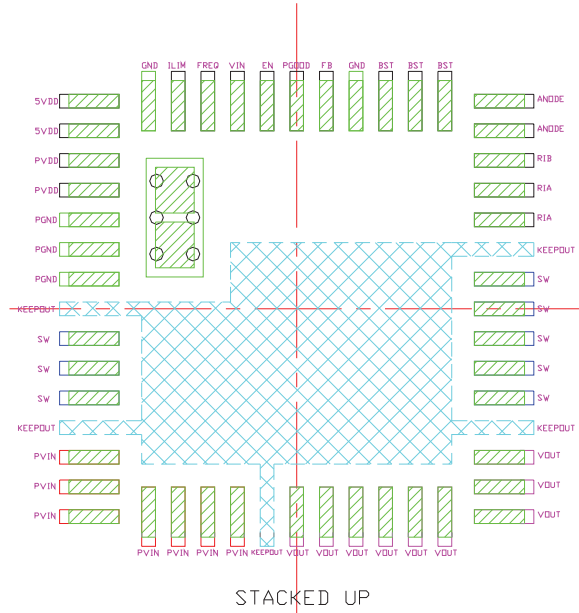 GND ILIM FREQ VIN EN PGOOD FB GND BST BST BST
5VDD ANODE
5VDD ANODE
PVDD RIB
PVDD RIA
PGND RIA
PGND KEEPOUT
PGND SW
KEEPOUT SW
SW SW
SW SW
SW SW
KEEPOUT KEEPOUT
PVIN VOUT
PVIN VOUT
PVIN VOUT
PVIN PVIN PVIN PVIN KEEPOUT VOUT VOUT VOUT VOUT VOUT VOUT
STACKED UP